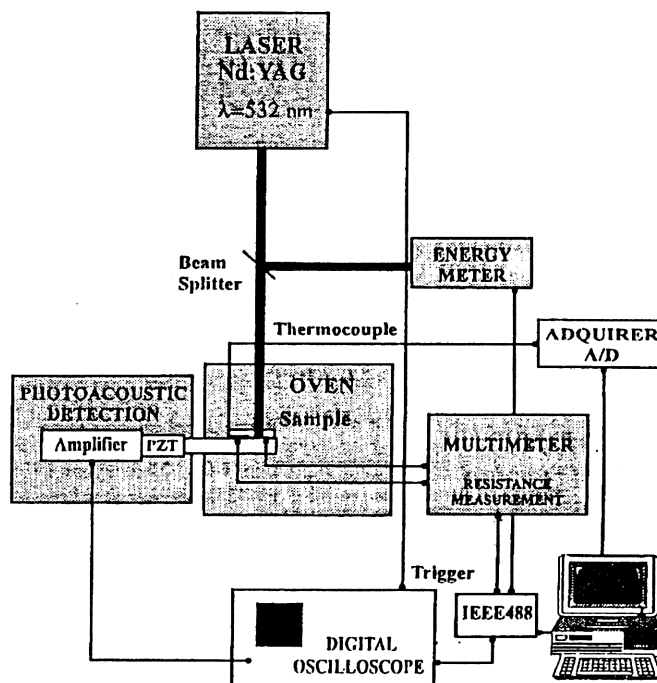 LASER
Nd:YAG
λ=532 nm
Beam
Splitter
ENERGY
METER
Thermocouple
ADQUIRER
A/D
PHOTOACOUSTIC
DETECTION
OVEN
Sample
Amplifier
PZT
MULTIMETER
RESISTANCE
MEASUREMENT
Trigger
IEEE488
DIGITAL
OSCILLOSCOPE